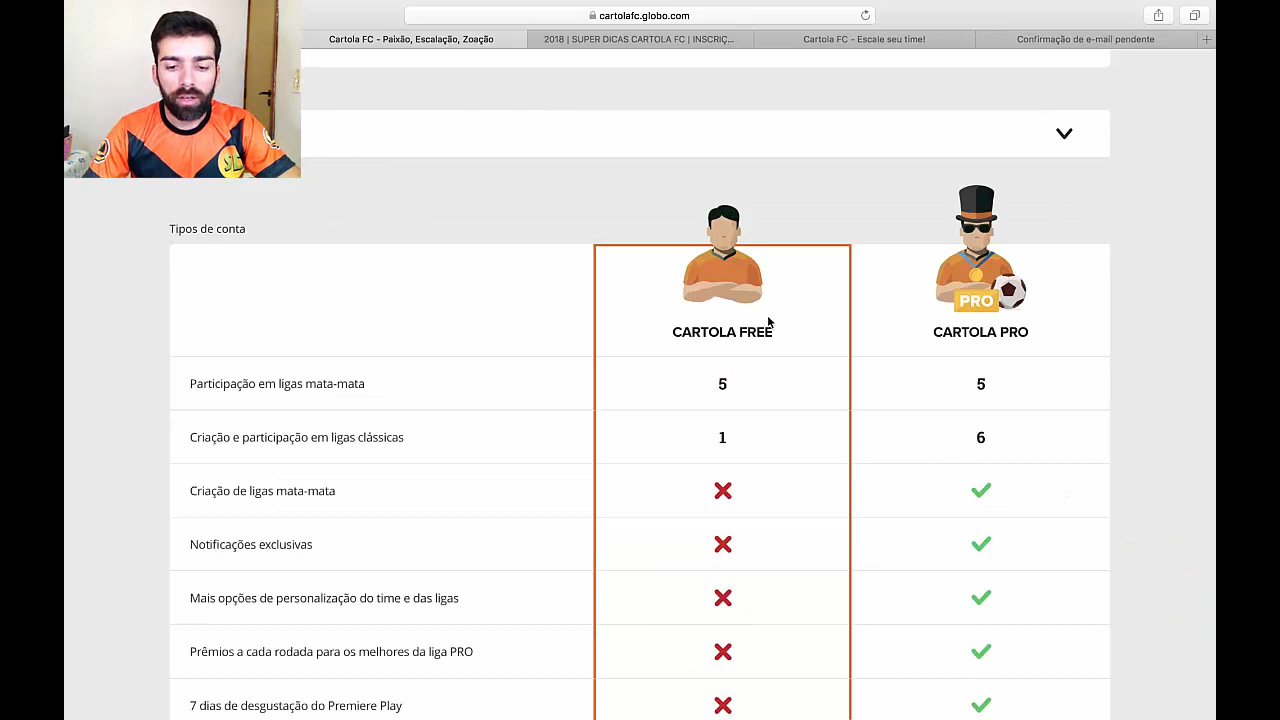 cartolafc.globo.com
Cartola FC - Paixão, Escalação, Zoação
2018 | SUPER DICAS CARTOLA FC | INSCRIÇ...
Cartola FC - Escale seu time!
Confirmação de e-mail pendente
Tipos de conta
PRO
CARTOLA FREE
CARTOLA PRO
Participação em ligas mata-mata 5 5
Criação e participação em ligas clássicas 1 6
Criação de ligas mata-mata
Notificações exclusivas
Mais opções de personalização do time e das ligas
Prêmios a cada rodada para os melhores da liga PRO
7 dias de desgustação do Premiere Play